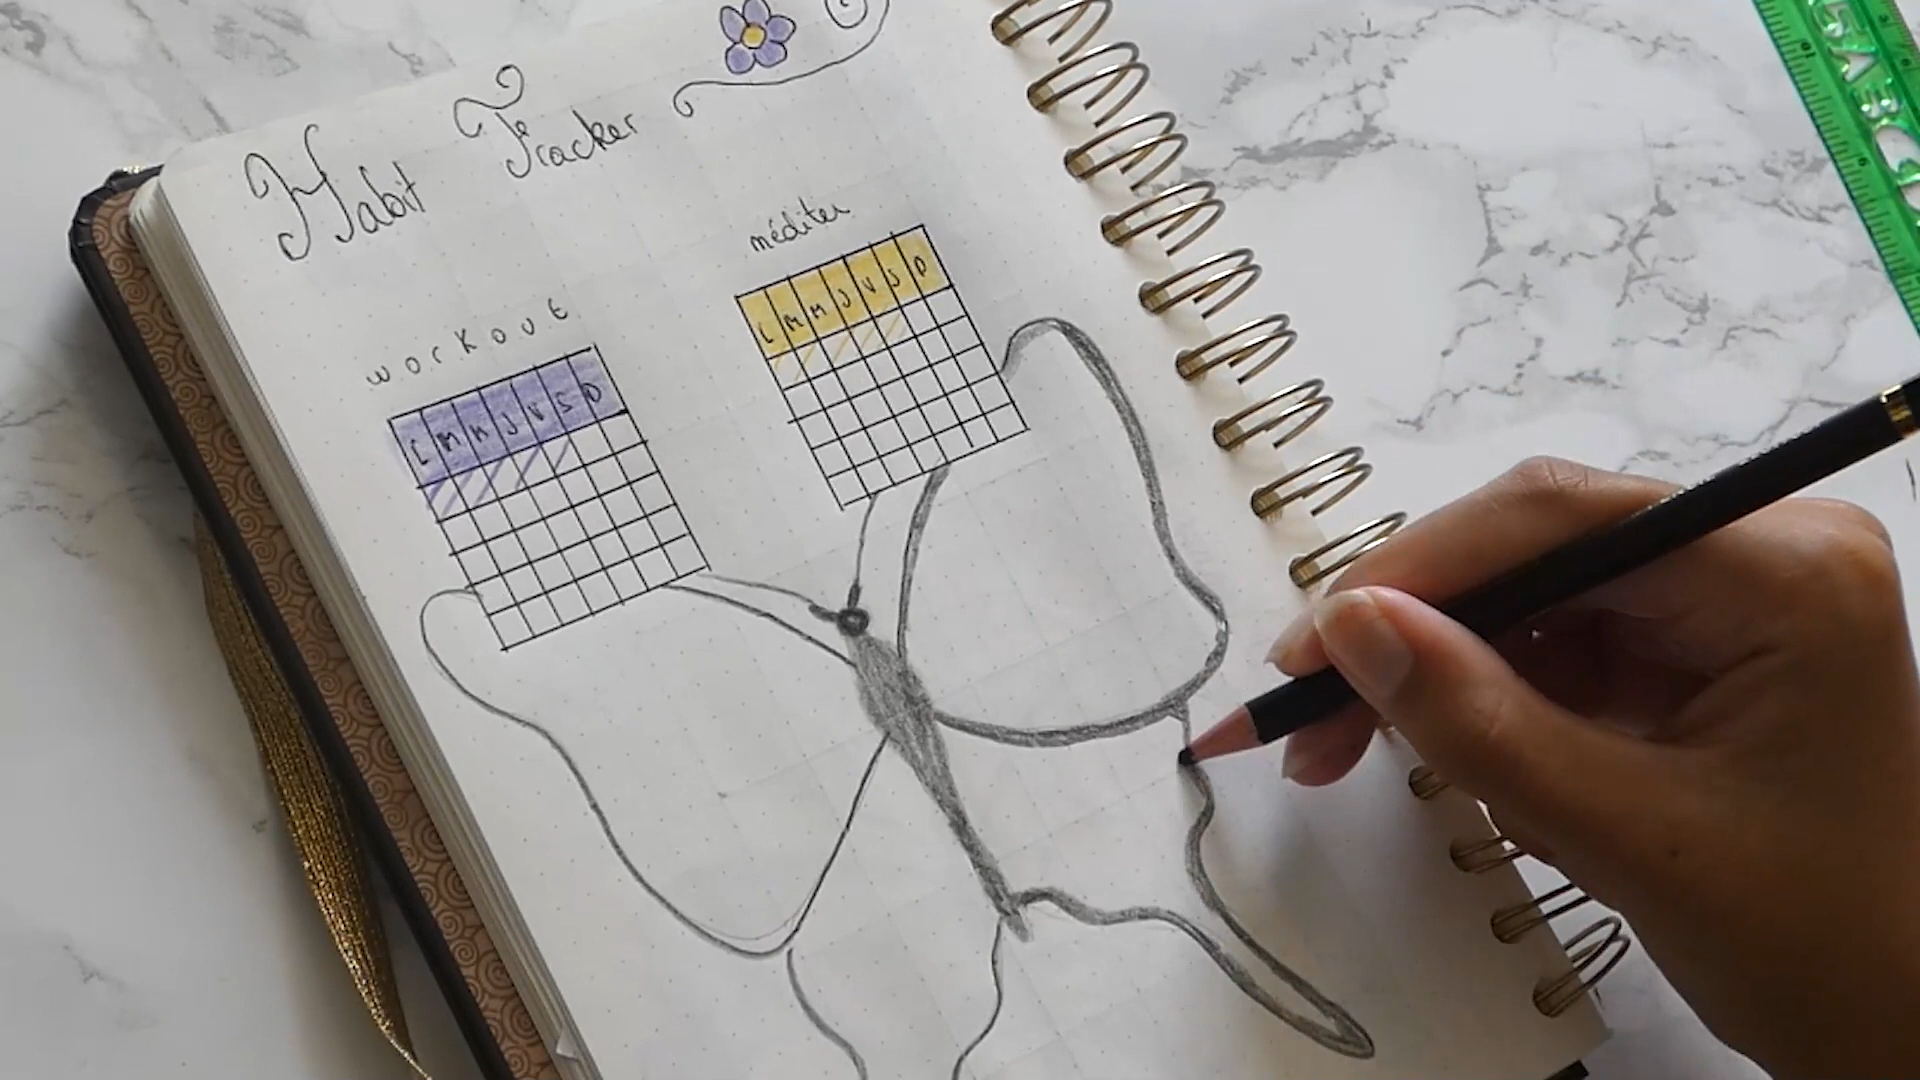 Habit Tracker
workout
L M M J V S D
méditer
L M M J V S D